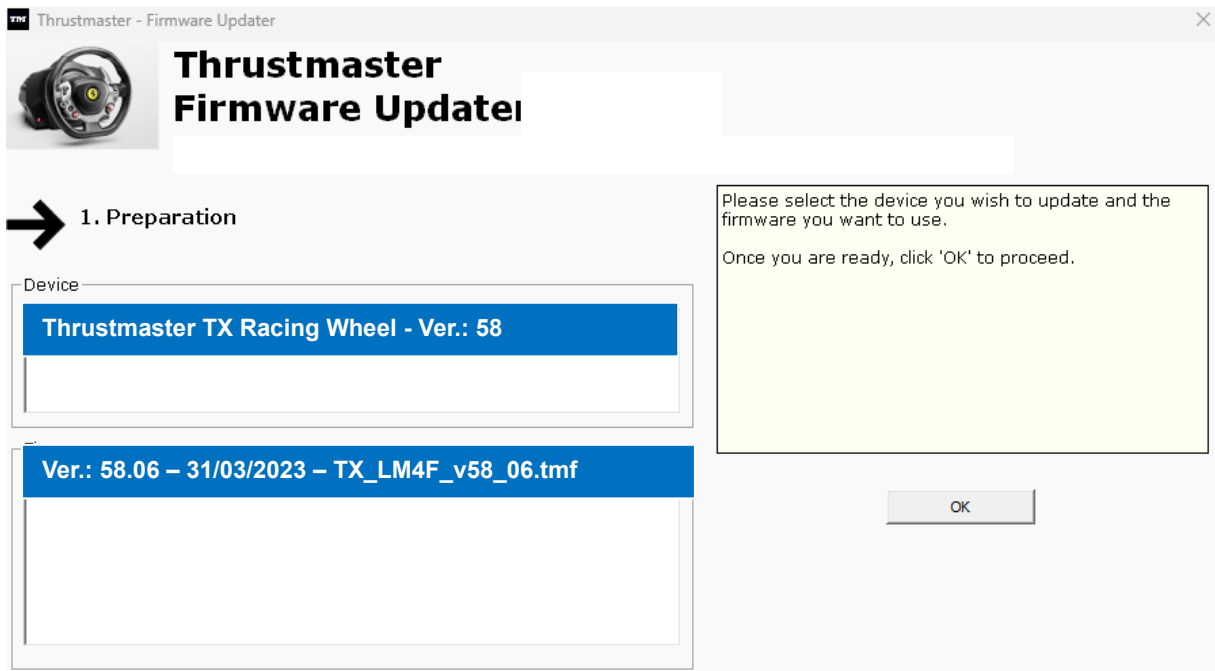 TM Thrustmaster - Firmware Updater
Thrustmaster
Firmware Updater
1. Preparation
Please select the device you wish to update and the
firmware you want to use.
Once you are ready, click 'OK' to proceed.
Device
Thrustmaster TX Racing Wheel - Ver.: 58
Ver.: 58.06 – 31/03/2023 – TX_LM4F_v58_06.tmf
OK